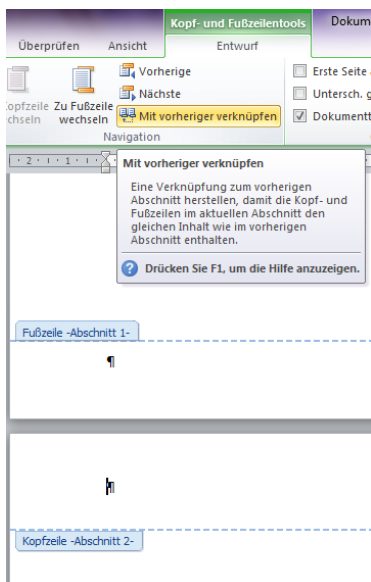 Kopf- und Fußzeilentools Dokum
Überprüfen Ansicht Entwurf
Vorherige Erste Seite
opfzeile Zu Fußzeile Nächste Untersch. g
chseln wechseln Mit vorheriger verknüpfen Dokumentt
Navigation
2 1
Mit vorheriger verknüpfen
Eine Verknüpfung zum vorherigen
Abschnitt herstellen, damit die Kopf- und
Fußzeilen im aktuellen Abschnitt den
gleichen Inhalt wie im vorherigen
Abschnitt enthalten.
Drücken Sie F1, um die Hilfe anzuzeigen.
Fußzeile -Abschnitt 1-
¶
¶
Kopfzeile -Abschnitt 2-